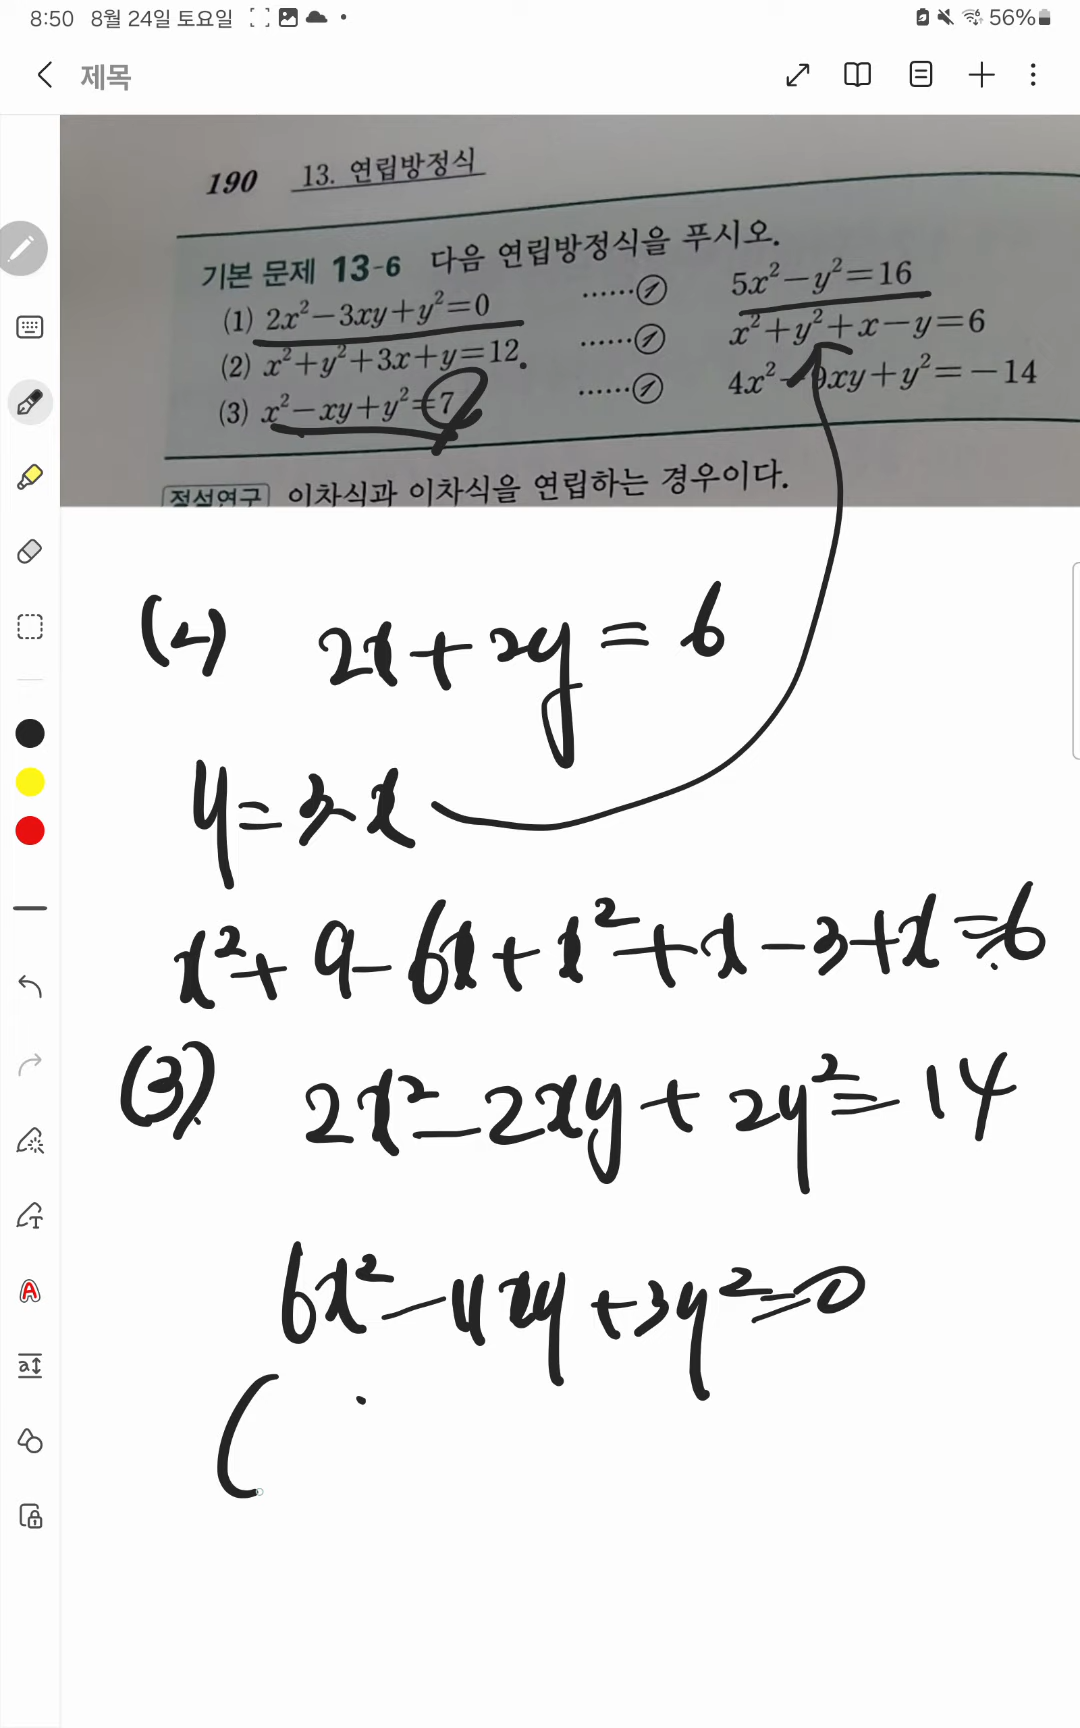 8:50 8월 24일 토요일 56%
제목
190 13. 연립방정식
기본 문제 13-6 다음 연립방정식을 푸시오.
(1) 2x²-3xy+y²=0 ……① 5x²-y²=16
(2) x²+y²+3x+y=12. ……① x²+y²+x-y=6
(3) x²-xy+y²=7 ……① 4x²-9xy+y²=-14
정석연구 이차식과 이차식을 연립하는 경우이다.
(2) 2x+2y=6
y=3-x
x²+9-6x+x²+x-3+x=6
(3) 2x²-2xy+2y²=14
6x²-11xy+3y²=0
(